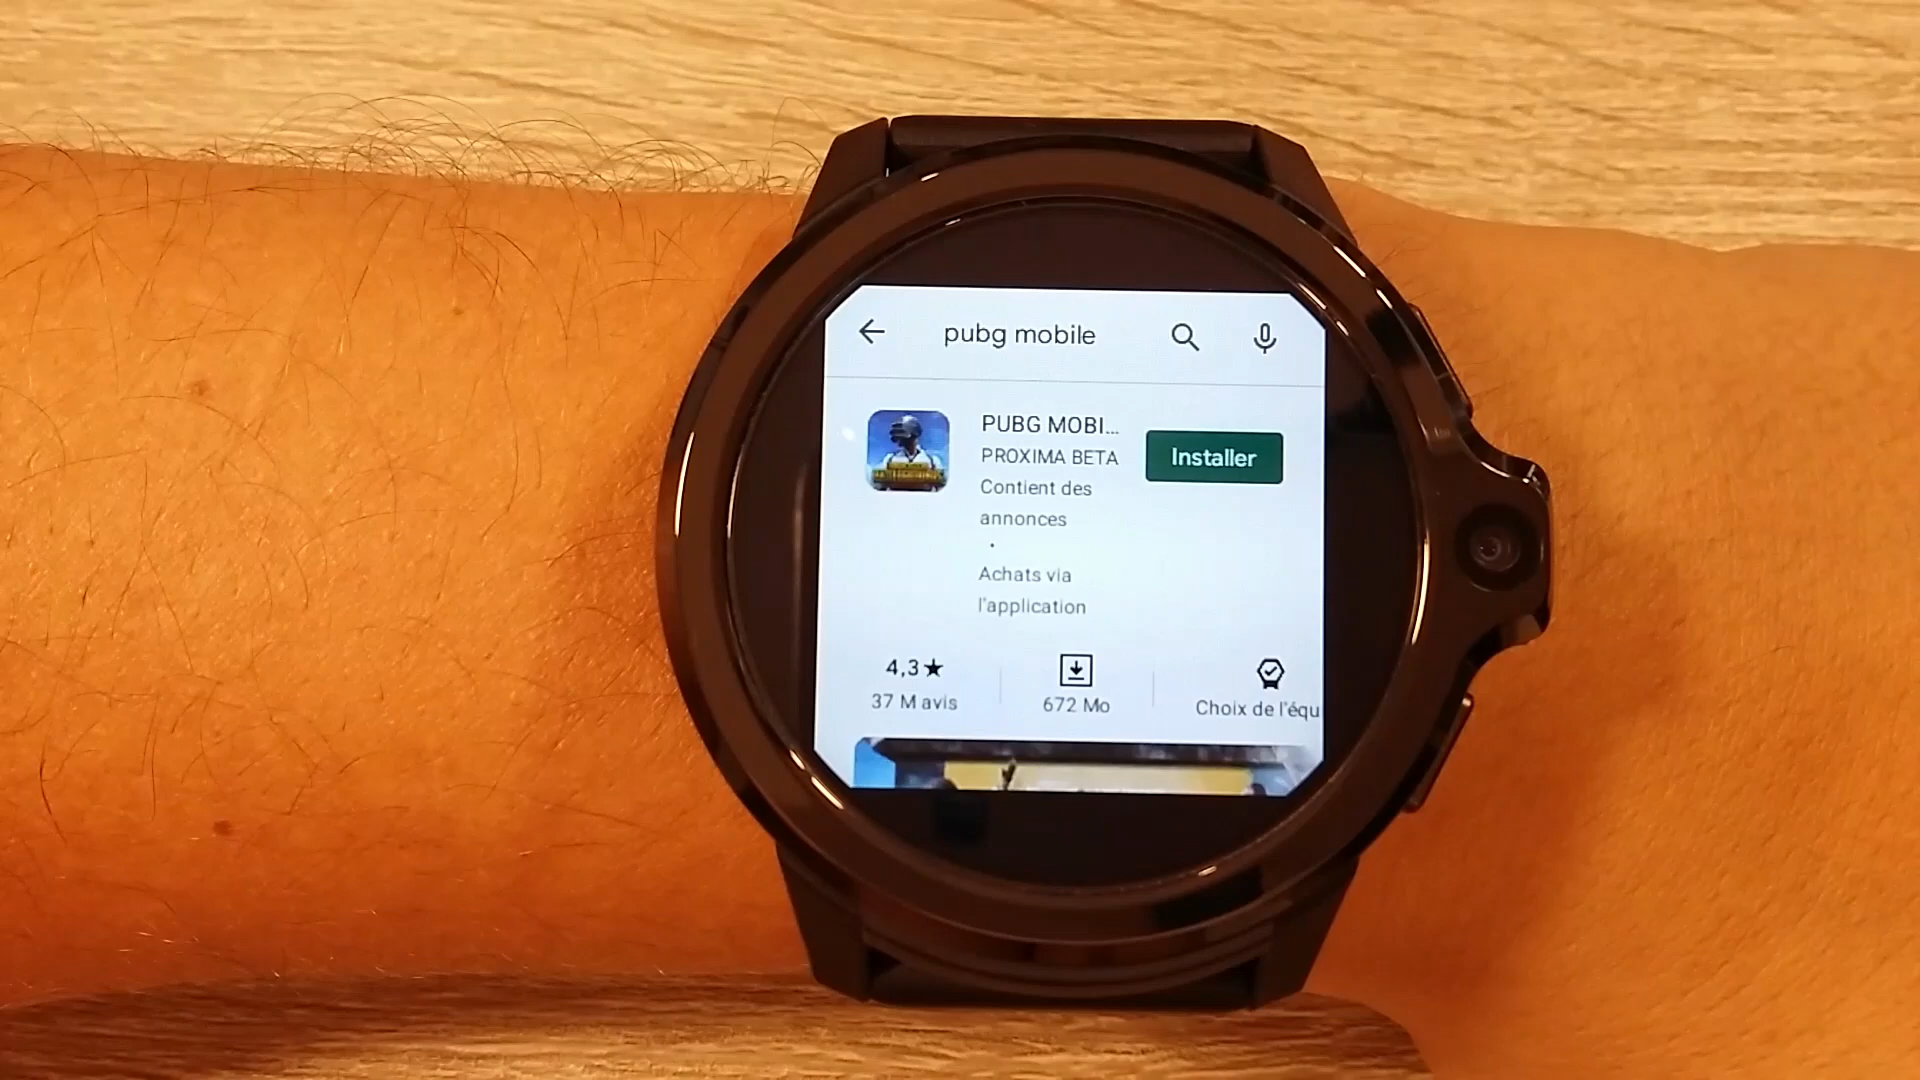 pubg mobile
PUBG MOBI...
PROXIMA BETA
Installer
Contient des
annonces
·
Achats via
l'application
4,3★
37 M avis
672 Mo
Choix de l'équ